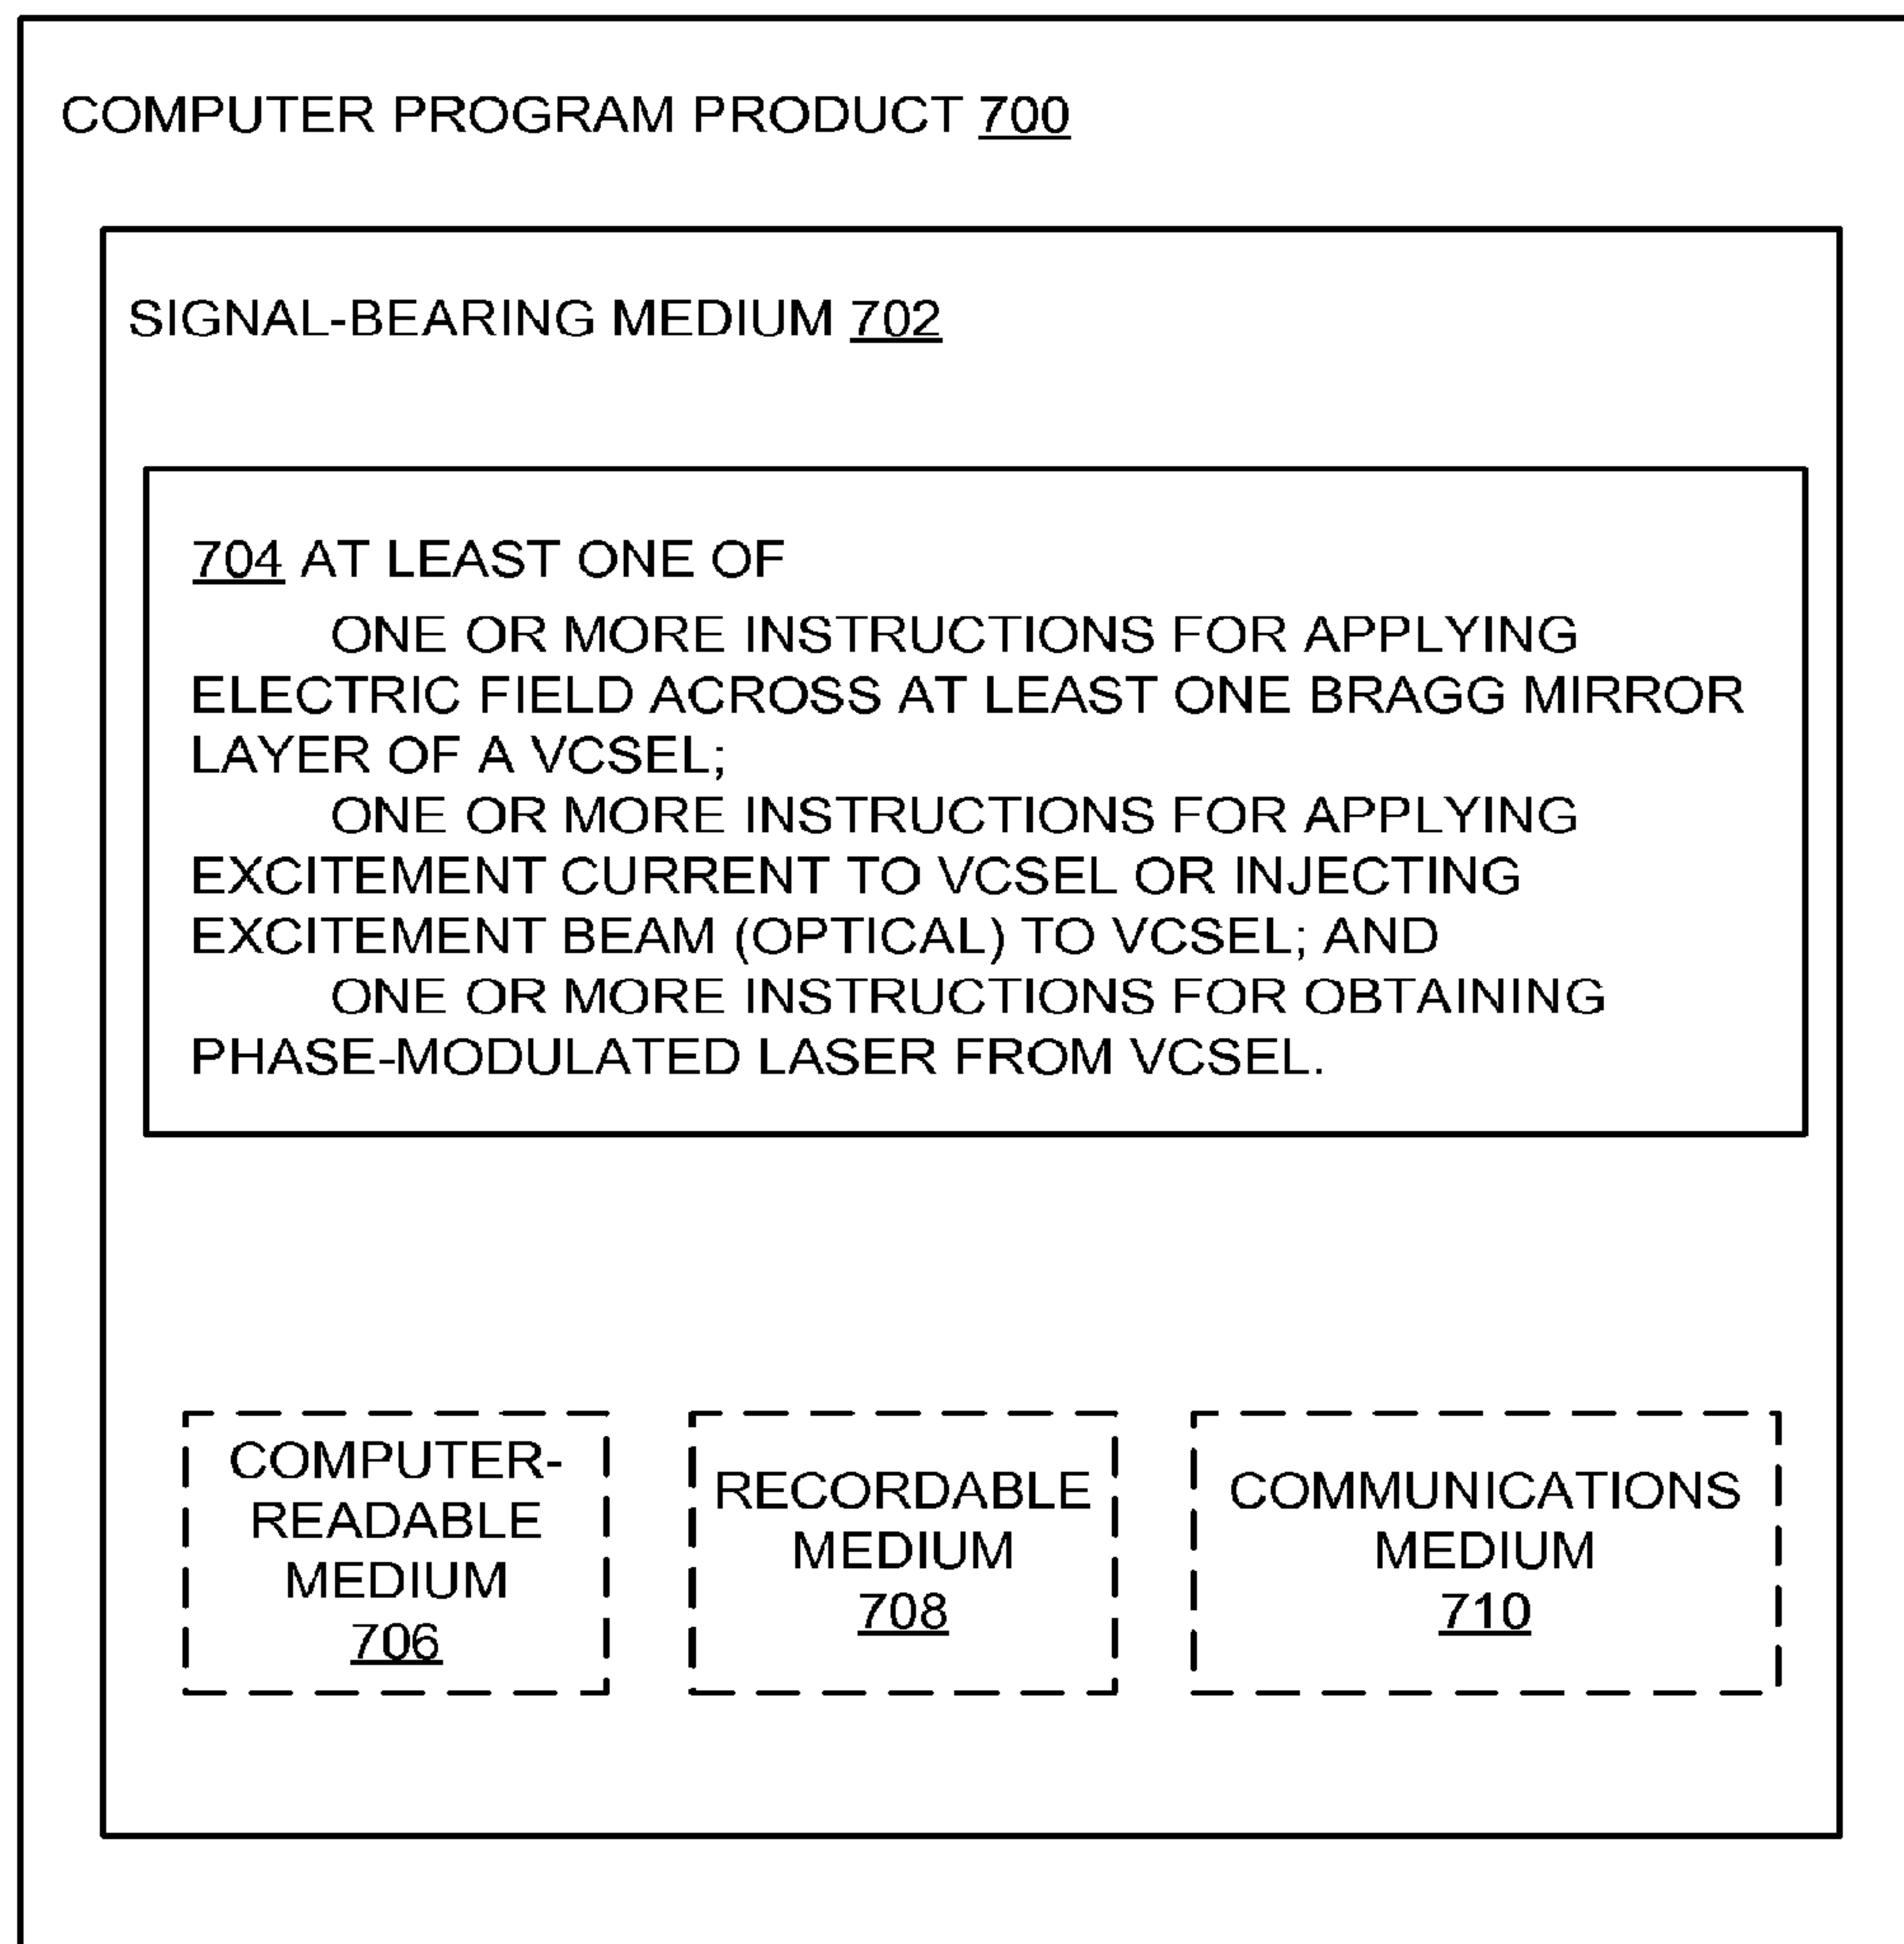 COMPUTER PROGRAM PRODUCT 700
SIGNAL-BEARING MEDIUM 702
704 AT LEAST ONE OF
ONE OR MORE INSTRUCTIONS FOR APPLYING
ELECTRIC FIELD ACROSS AT LEAST ONE BRAGG MIRROR
LAYER OF A VCSEL;
ONE OR MORE INSTRUCTIONS FOR APPLYING
EXCITEMENT CURRENT TO VCSEL OR INJECTING
EXCITEMENT BEAM (OPTICAL) TO VCSEL; AND
ONE OR MORE INSTRUCTIONS FOR OBTAINING
PHASE-MODULATED LASER FROM VCSEL.
COMPUTER-
READABLE
MEDIUM
706
RECORDABLE
MEDIUM
708
COMMUNICATIONS
MEDIUM
710